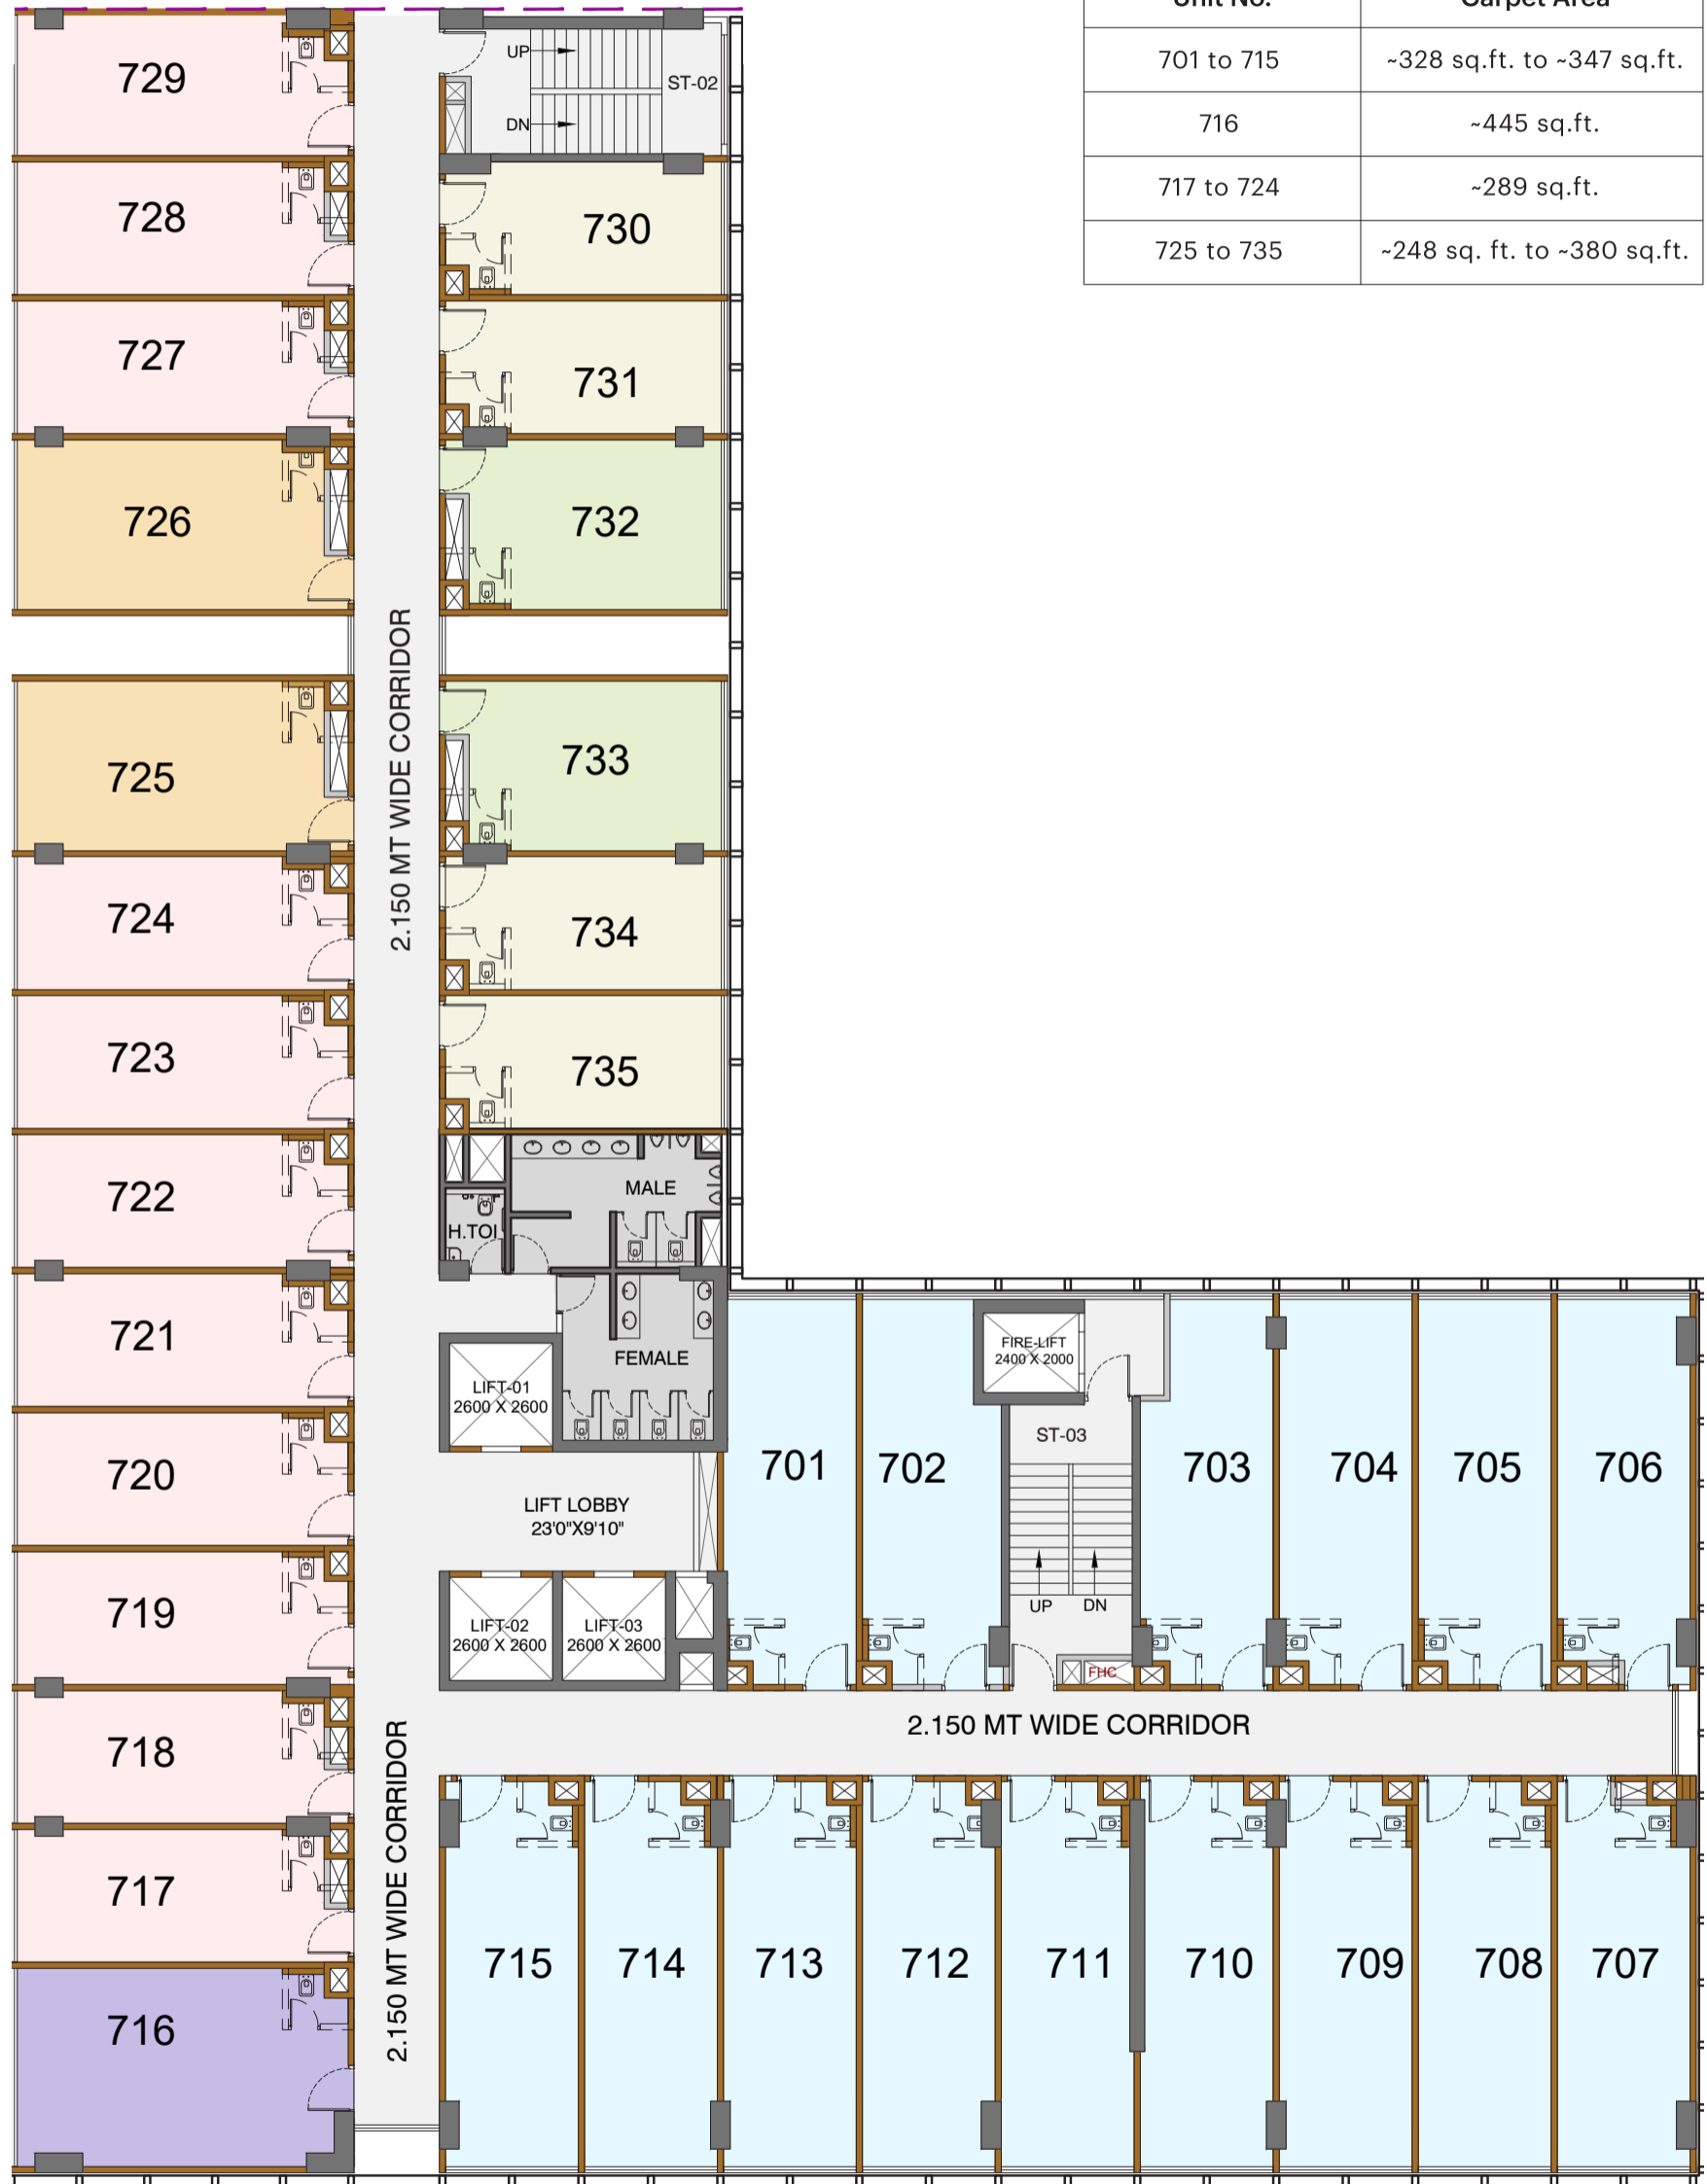 Unit No. Carpet Area
701 to 715 ~328 sq.ft. to ~347 sq.ft.
716 ~445 sq.ft.
717 to 724 ~289 sq.ft.
725 to 735 ~248 sq. ft. to ~380 sq.ft.
729
UP
ST-02
DN
728
730
727
731
726
732
2.150 MT WIDE CORRIDOR
725
733
724
734
723
735
722
MALE
H.TOI
721
FEMALE
LIFT-01
2600 X 2600
FIRE-LIFT
2400 X 2000
ST-03
720
701
702
703
704
705
706
LIFT LOBBY
23'0"X9'10"
719
LIFT-02
2600 X 2600
LIFT-03
2600 X 2600
UP
DN
FHC
718
2.150 MT WIDE CORRIDOR
2.150 MT WIDE CORRIDOR
717
716
715
714
713
712
711
710
709
708
707